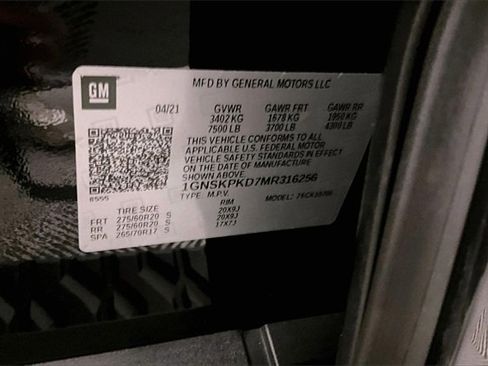 GM
MFD BY GENERAL MOTORS LLC
04/21 GVWR GAWR FRT GAWR RR
3402 KG 1678 KG 1950 KG
7500 LB 3700 LB 4300 LB
THIS VEHICLE CONFORMS TO ALL
APPLICABLE U.S. FEDERAL MOTOR
VEHICLE SAFETY STANDARDS IN EFFECT
ON THE DATE OF MANUFACTURE
1GNSKPKD7MR316256
TYPE: M.P.V. MODEL:
TIRE SIZE RIM
FRT 275/60R20 S 20X9J
RR 275/60R20 S 20X9J
SPA 265/70R17 S 17X7J